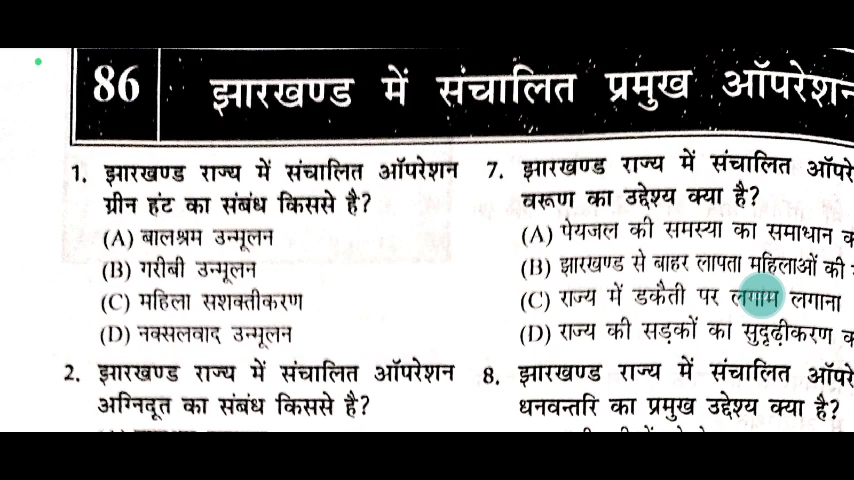 86 झारखण्ड में संचालित प्रमुख
1. झारखण्ड राज्य में संचालित ऑपरेशन
ग्रीन हंट का संबंध किससे है?
(A) बालश्रम उन्मूलन
(B) गरीबी उन्मूलन
(C) महिला सशक्तीकरण
(D) नक्सलवाद उन्मूलन
2. झारखण्ड राज्य में संचालित ऑपरेशन
अग्निदूत का संबंध किससे है?
7. झारखण्ड राज्य में संचालित
वरूण का उद्देश्य क्या है?
(A) पेयजल की समस्या का समाधान
(B) झारखण्ड से बाहर लापता महिलाओं की
(C) राज्य में डकैती पर लगाम लगाना
(D) राज्य की सड़कों का सुदृढ़ीकरण
8. झारखण्ड राज्य में संचालित
धनवन्तरि का प्रमुख उद्देश्य क्या है?